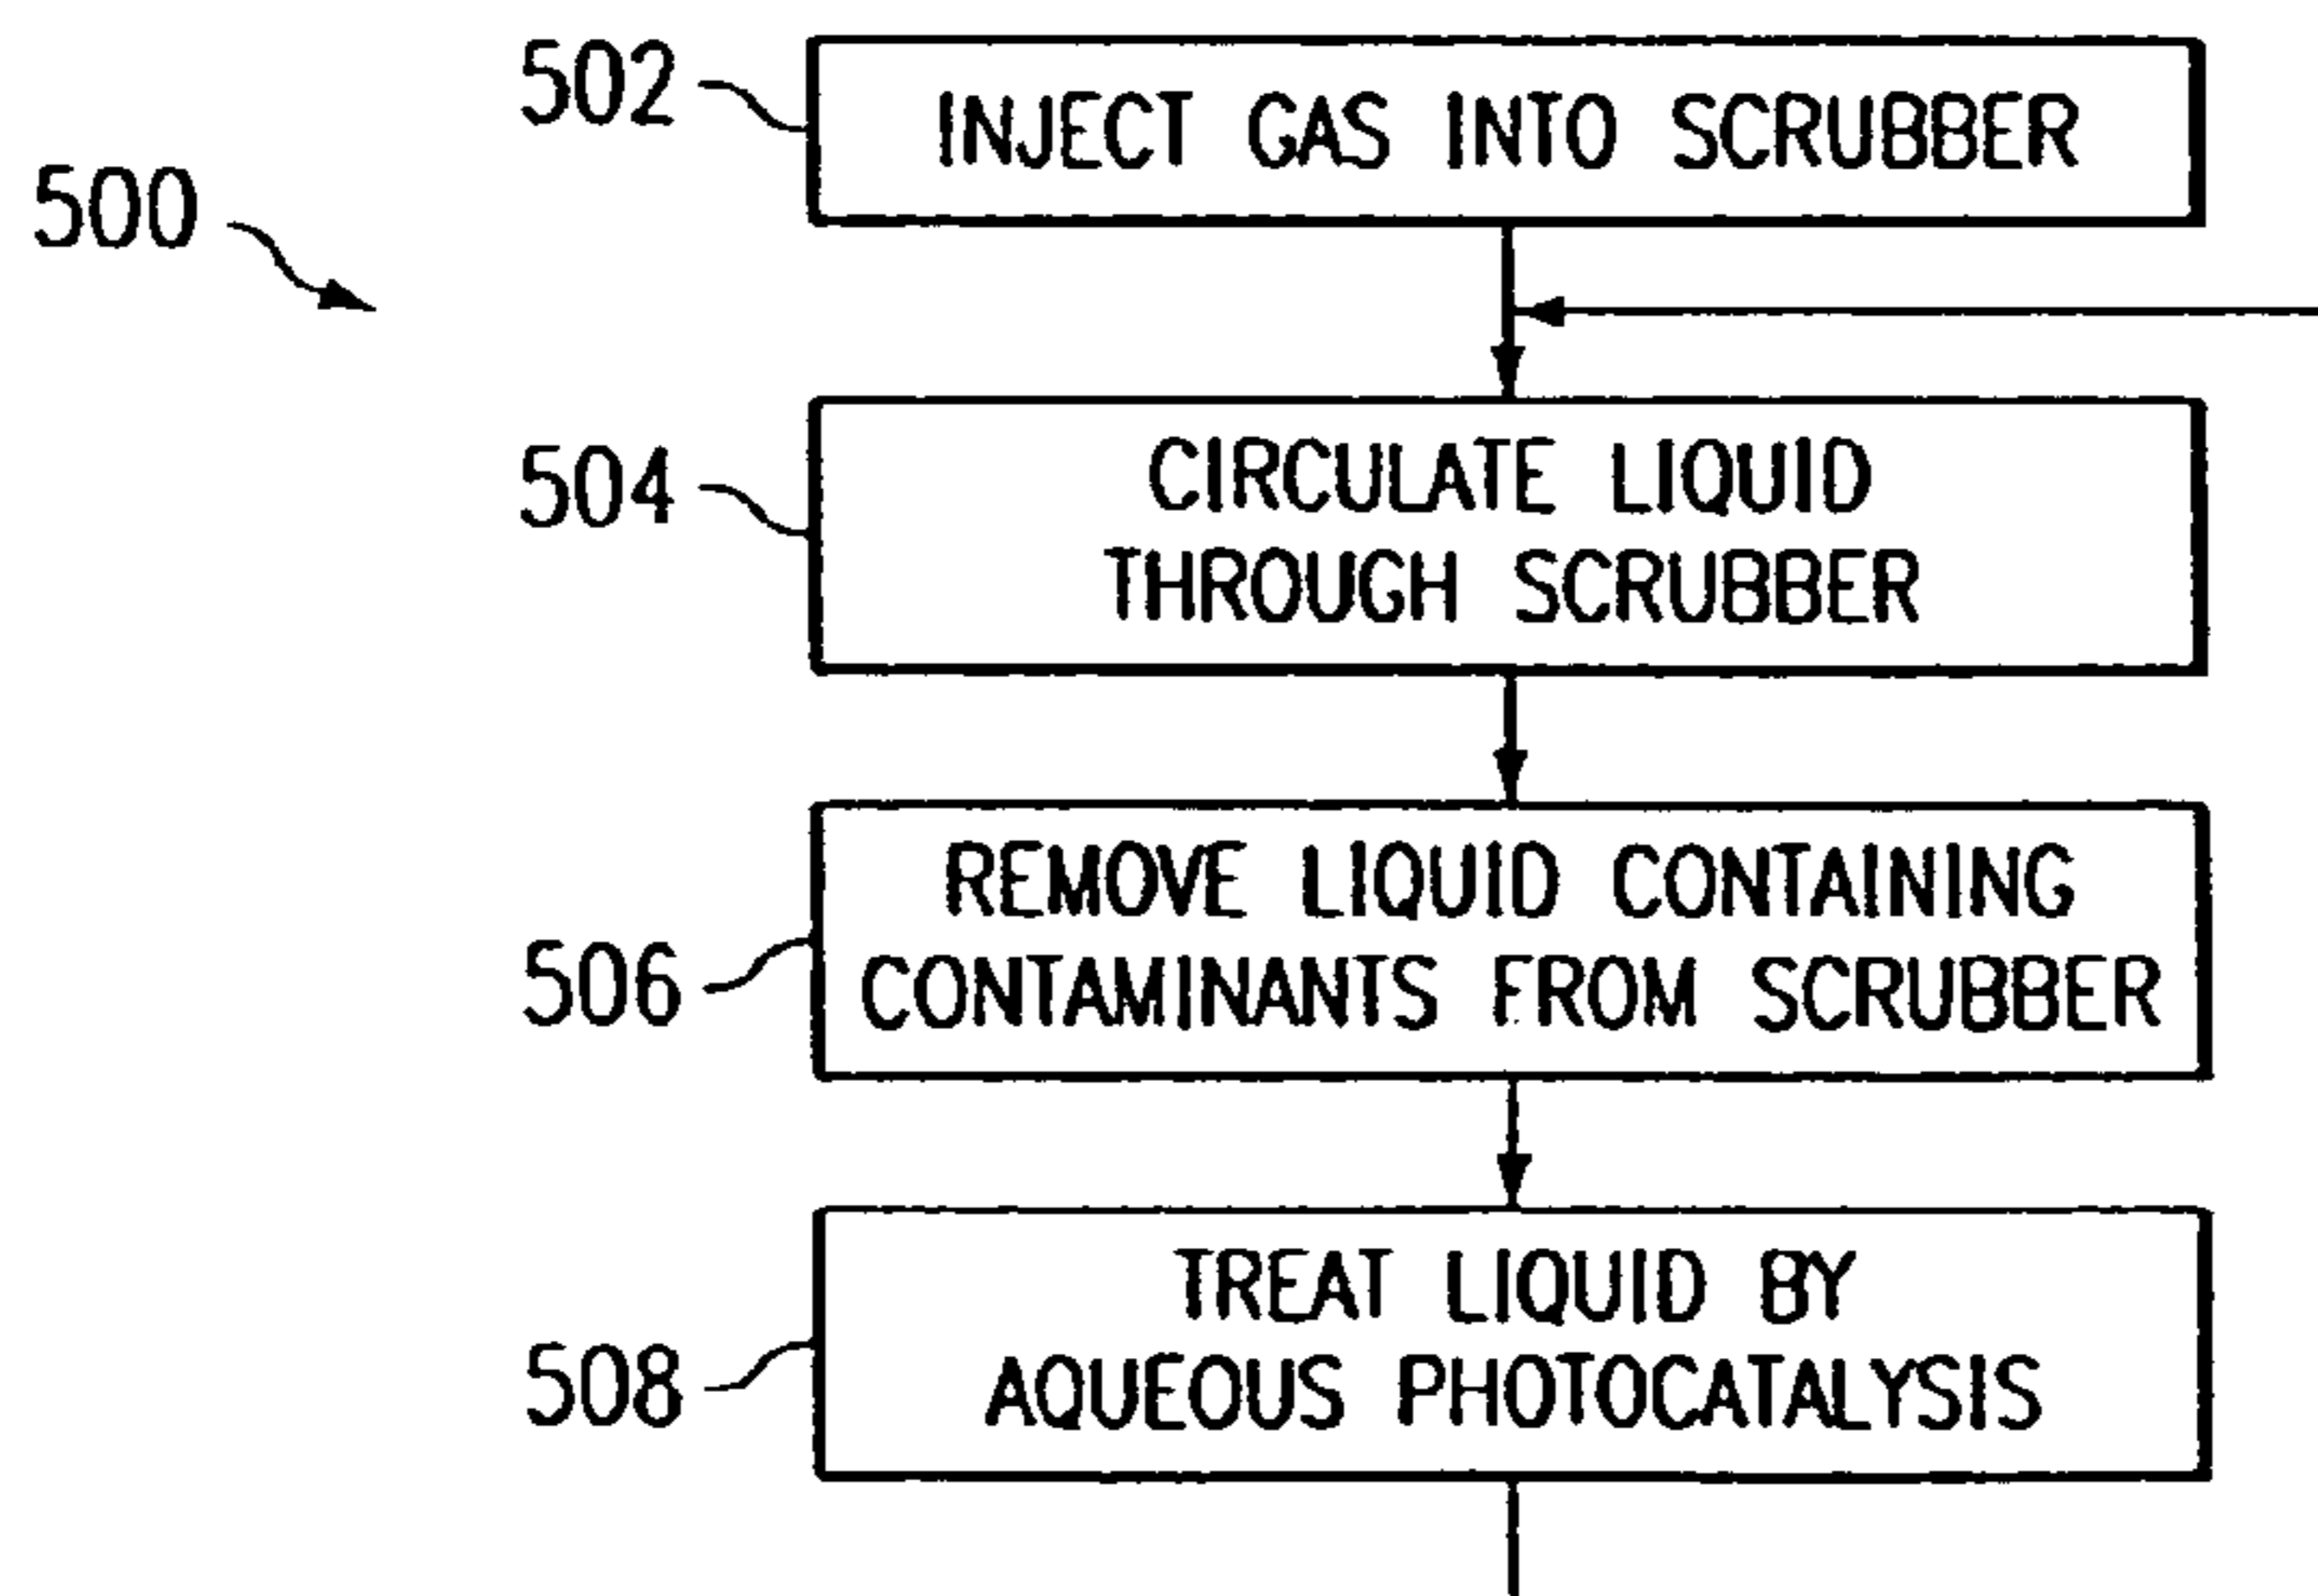 502
INJECT GAS INTO SCRUBBER
500
504
CIRCULATE LIQUID
THROUGH SCRUBBER
506
REMOVE LIQUID CONTAINING
CONTAMINANTS FROM SCRUBBER
508
TREAT LIQUID BY
AQUEOUS PHOTOCATALYSIS